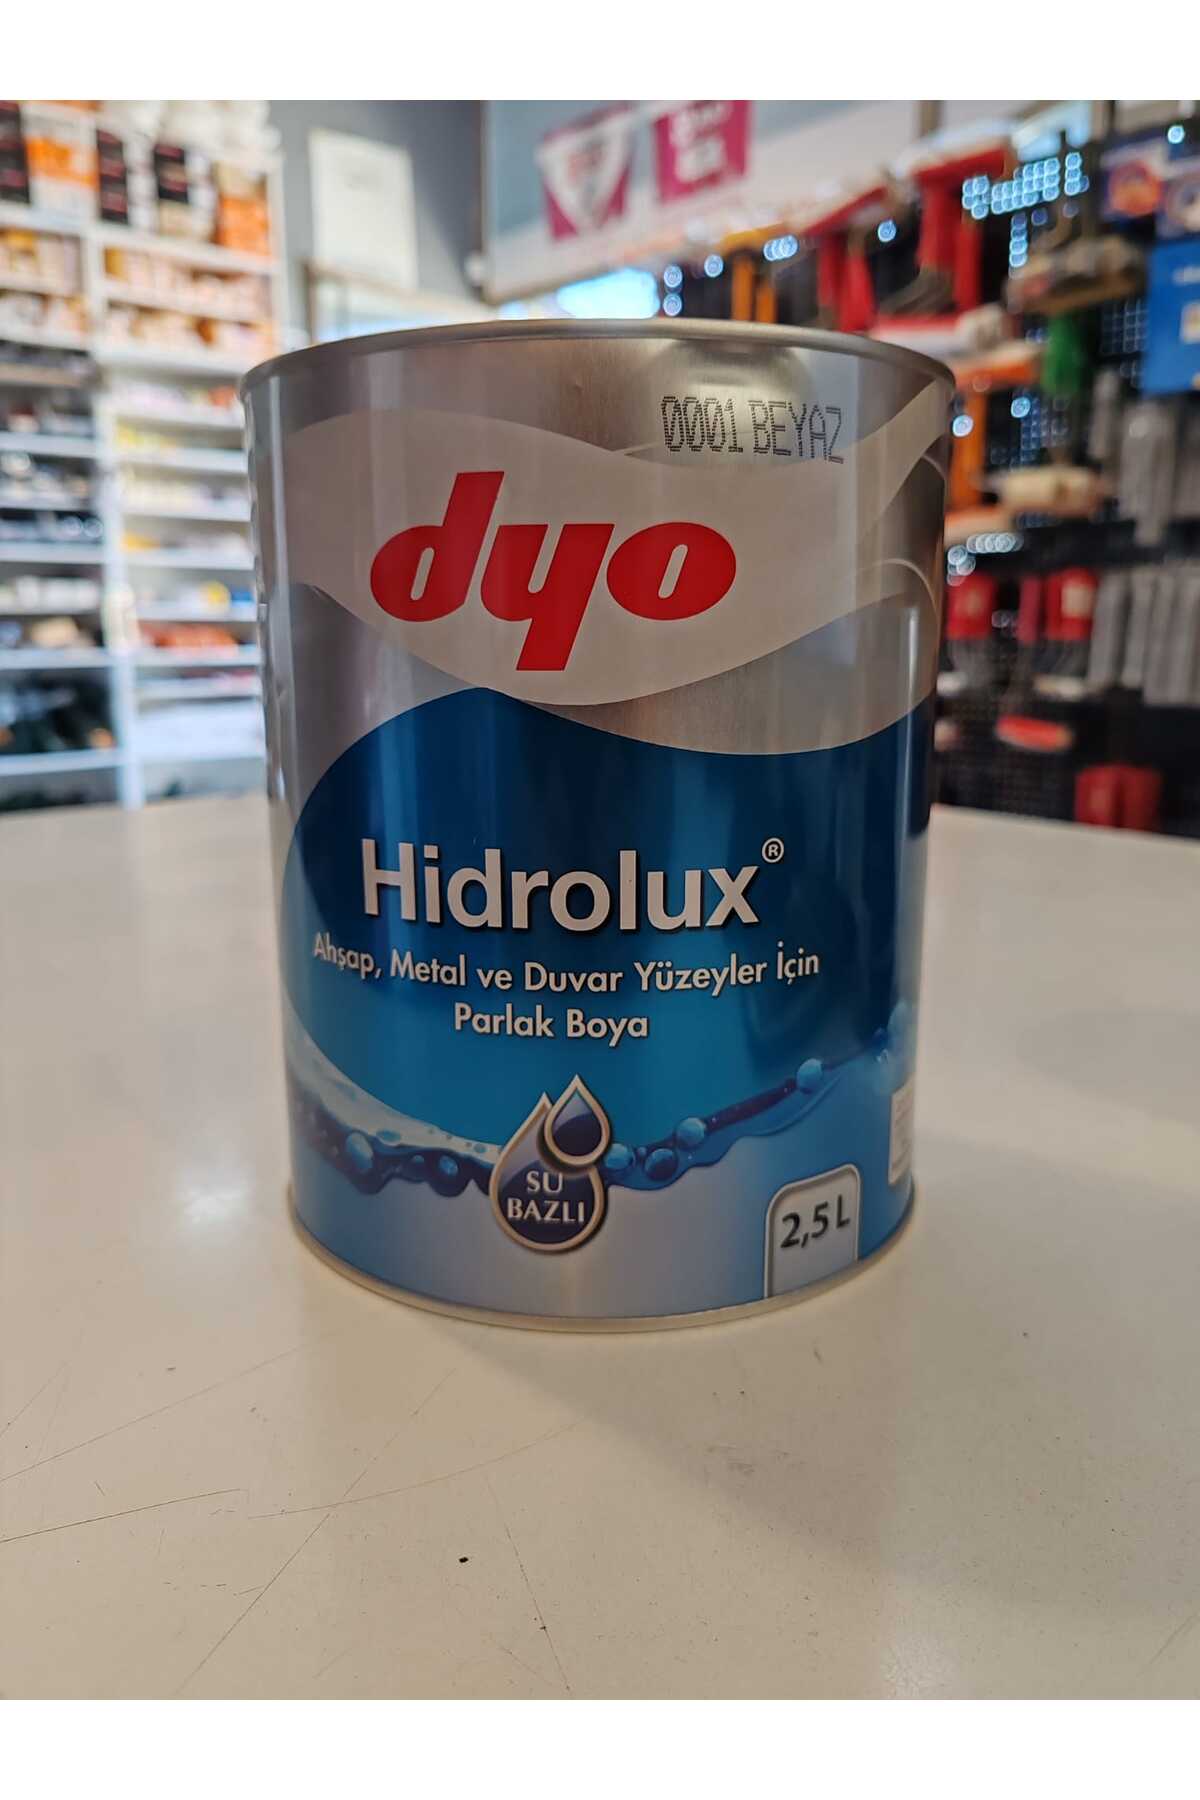 0001 BEYAZ
dyo
Hidrolux®
Ahşap, Metal ve Duvar Yüzeyler İçin
Parlak Boya
SU
BAZLI
2,5 L